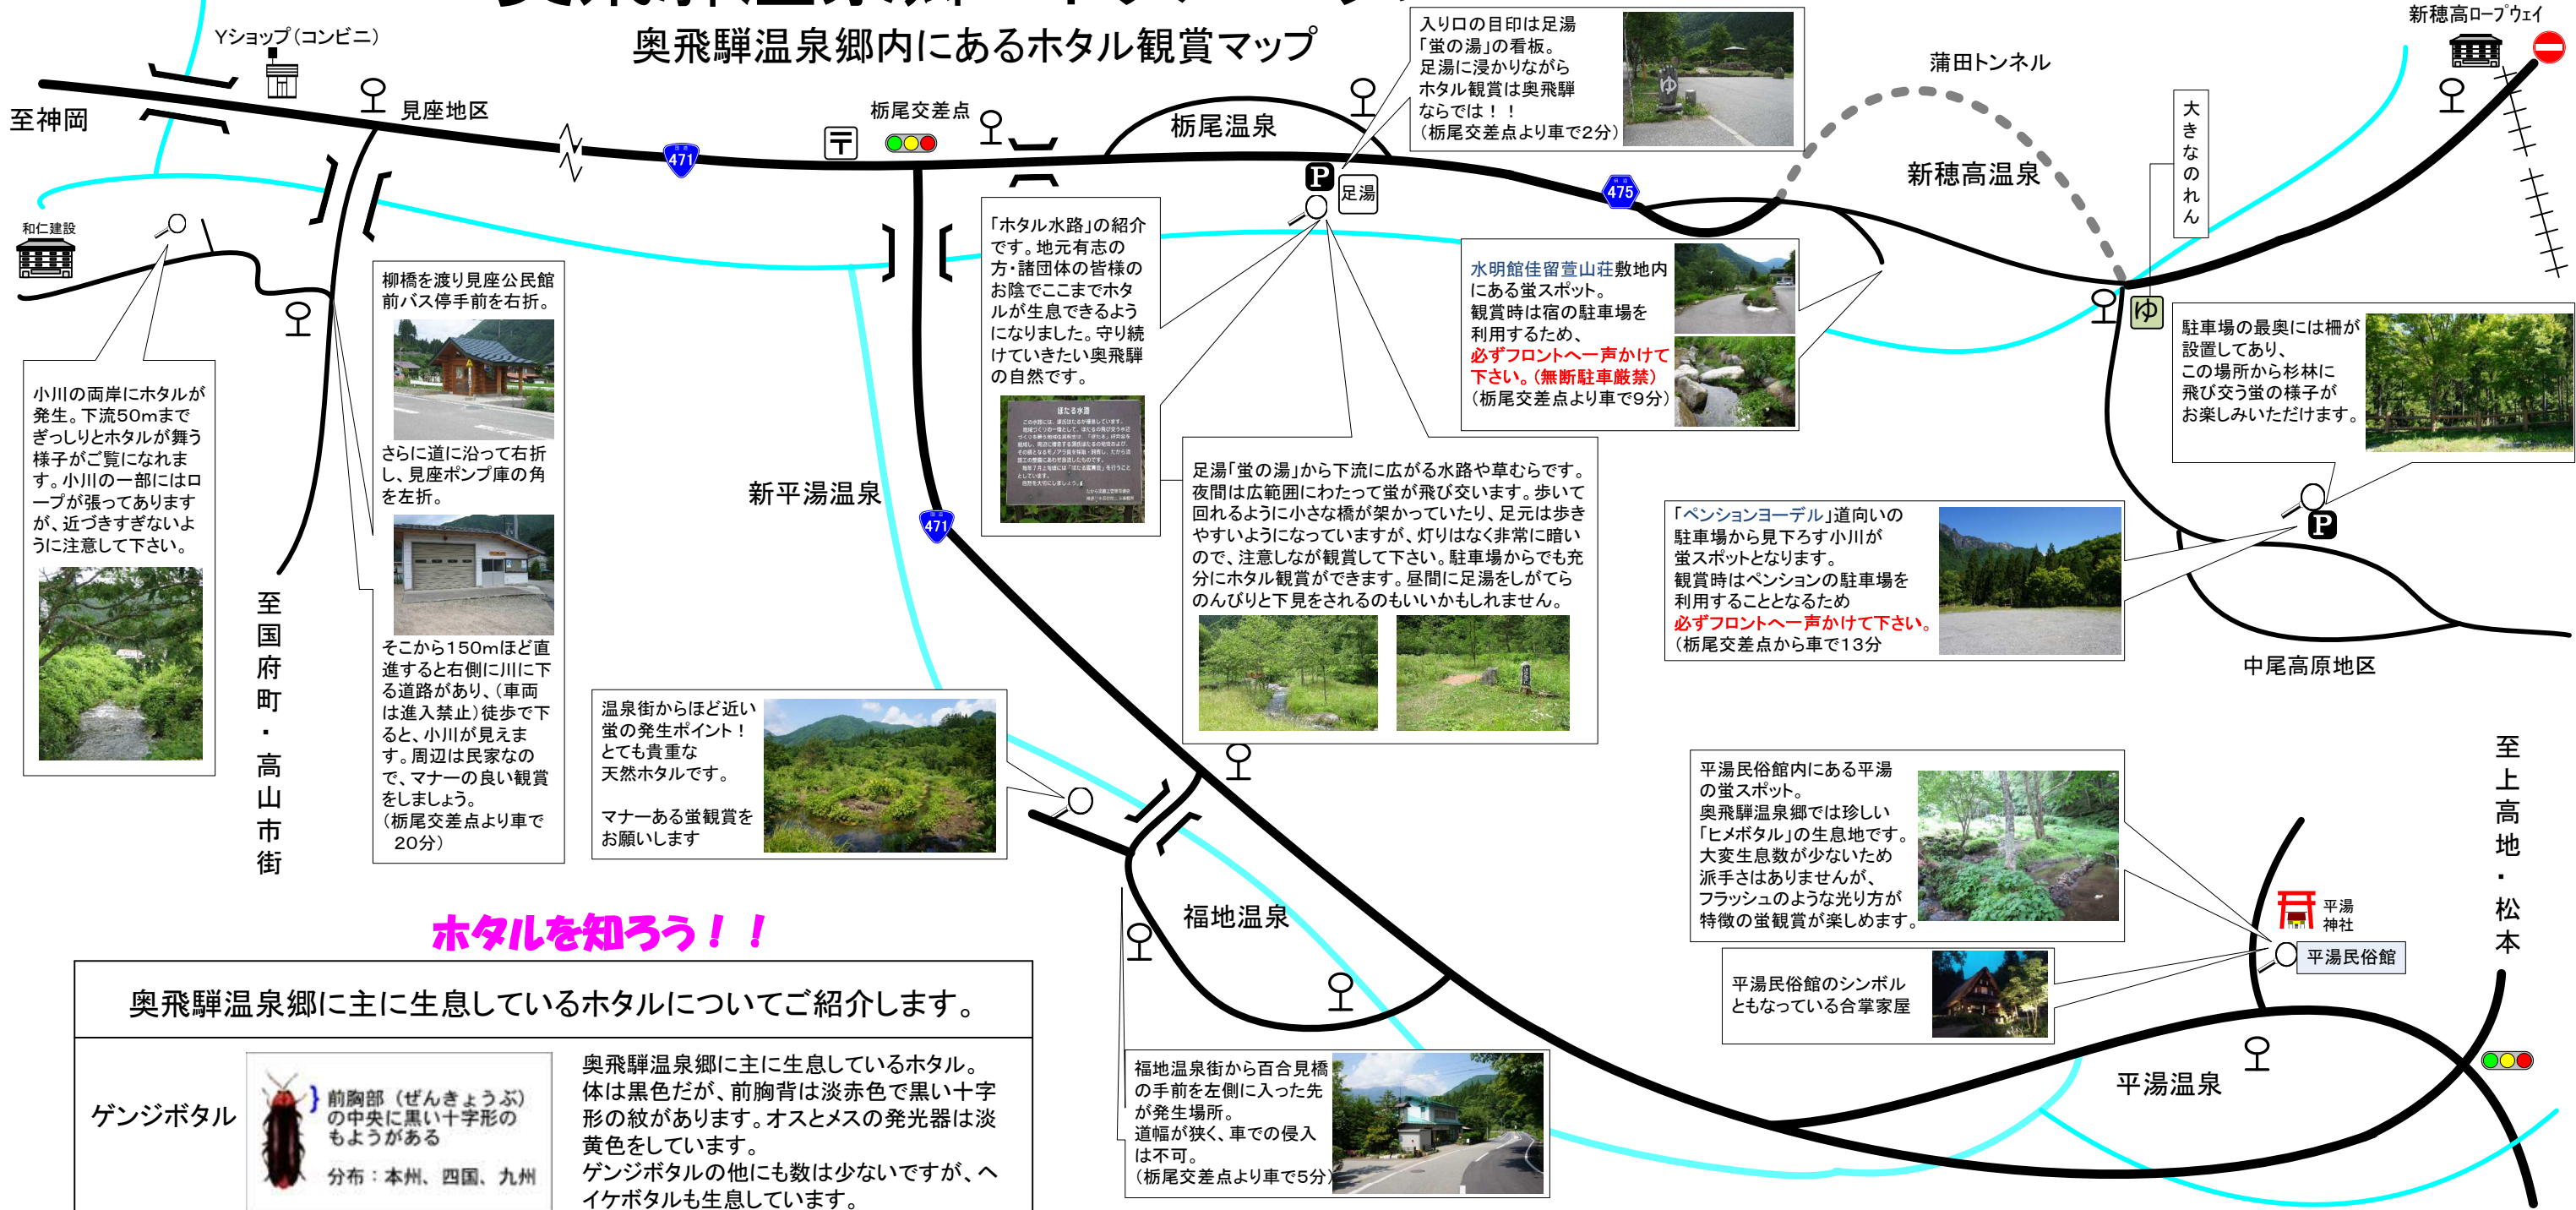 奥飛騨温泉郷内にあるホタル観賞マップ
Yショップ(コンビニ)
至神岡
見座地区
471
〒
栃尾交差点
栃尾温泉
入り口の目印は足湯
「蛍の湯」の看板。
足湯に浸かりながら
ホタル観賞は奥飛騨
ならでは！！
(栃尾交差点より車で2分)
ゆ
P
足湯
475
蒲田トンネル
新穂高温泉
新穂高ロープウェイ
大きなのれん
ゆ
和仁建設
小川の両岸にホタルが
発生。下流50mまで
ぎっしりとホタルが舞う
様子がご覧になれま
す。小川の一部にはロ
ープが張ってあります
が、近づきすぎないよ
うに注意して下さい。
至国府町・高山市街
柳橋を渡り見座公民館
前バス停手前を右折。
さらに道に沿って右折
し、見座ポンプ庫の角
を左折。
そこから150mほど直
進すると右側に川に下
る道路があり、(車両
は進入禁止)徒歩で下
ると、小川が見えま
す。周辺は民家なの
で、マナーの良い観賞
をしましょう。
(栃尾交差点より車で
20分)
「ホタル水路」の紹介
です。地元有志の
方・諸団体の皆様の
お陰でここまでホタ
ルが生息できるよう
になりました。守り続
けていきたい奥飛騨
の自然です。
ほたる水路
新平湯温泉
471
水明館佳留萱山荘敷地内
にある蛍スポット。
観賞時は宿の駐車場を
利用するため、
必ずフロントへ一声かけて
下さい。(無断駐車厳禁)
(栃尾交差点より車で9分)
足湯「蛍の湯」から下流に広がる水路や草むらです。
夜間は広範囲にわたって蛍が飛び交います。歩いて
回れるように小さな橋が架かっていたり、足元は歩き
やすいようになっていますが、灯りはなく非常に暗い
ので、注意しなが観賞して下さい。駐車場からでも充
分にホタル観賞ができます。昼間に足湯をしがてら
のんびりと下見をされるのもいいかもしれません。
駐車場の最奥には柵が
設置してあり、
この場所から杉林に
飛び交う蛍の様子が
お楽しみいただけます。
P
「ペンションヨーデル」道向いの
駐車場から見下ろす小川が
蛍スポットとなります。
観賞時はペンションの駐車場を
利用することとなるため
必ずフロントへ一声かけて下さい。
(栃尾交差点から車で13分
中尾高原地区
温泉街からほど近い
蛍の発生ポイント！
とても貴重な
天然ホタルです。
マナーある蛍観賞を
お願いします
福地温泉
福地温泉街から百合見橋
の手前を左側に入った先
が発生場所。
道幅が狭く、車での侵入
は不可。
(栃尾交差点より車で5分)
平湯民俗館内にある平湯
の蛍スポット。
奥飛騨温泉郷では珍しい
「ヒメボタル」の生息地です。
大変生息数が少ないため
派手さはありませんが、
フラッシュのような光り方が
特徴の蛍観賞が楽しめます。
平湯民俗館のシンボル
ともなっている合掌家屋
至上高地・松本
平湯
神社
平湯民俗館
平湯温泉
ホタルを知ろう！！
奥飛騨温泉郷に主に生息しているホタルについてご紹介します。
ゲンジボタル
前胸部（ぜんきょうぶ）
の中央に黒い十字形の
もようがある
分布：本州、四国、九州
奥飛騨温泉郷に主に生息しているホタル。
体は黒色だが、前胸背は淡赤色で黒い十字
形の紋があります。オスとメスの発光器は淡
黄色をしています。
ゲンジボタルの他にも数は少ないですが、ヘ
イケボタルも生息しています。